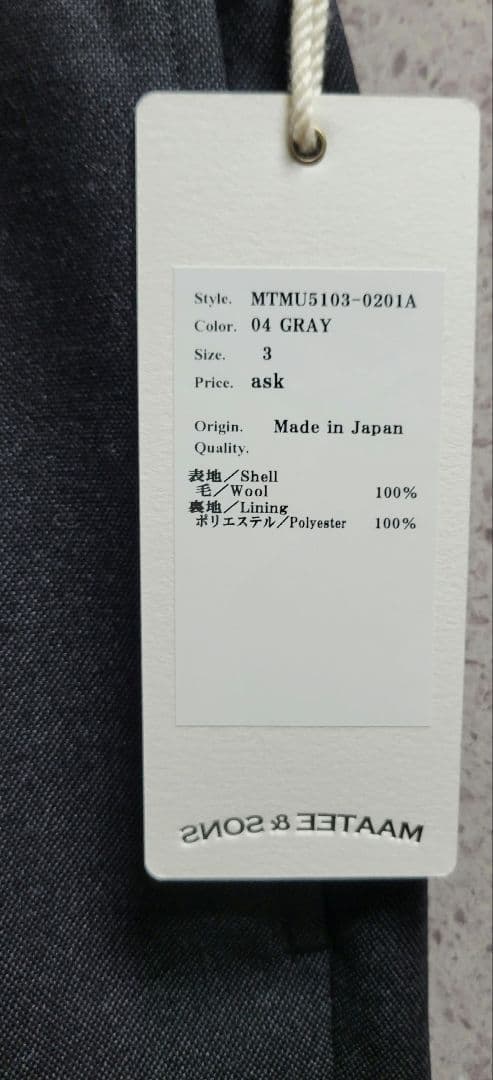 Style. MTMU5103-0201A
Color. 04 GRAY
Size. 3
Price. ask
Origin. Made in Japan
Quality.
表地／Shell
毛／Wool 100%
裏地／Lining
ポリエステル／Polyester 100%
MAATEE & SONS